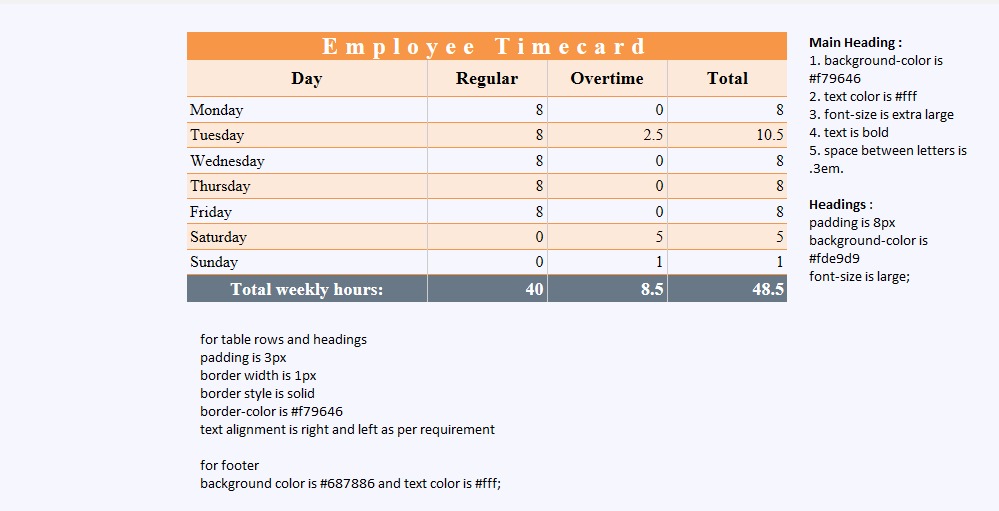 Employee Timecard
Day Regular Overtime Total
Monday 8 0 8
Tuesday 8 2.5 10.5
Wednesday 8 0 8
Thursday 8 0 8
Friday 8 0 8
Saturday 0 5 5
Sunday 0 1 1
Total weekly hours: 40 8.5 48.5
Main Heading :
1. background-color is
#f79646
2. text color is #fff
3. font-size is extra large
4. text is bold
5. space between letters is
.3em.
Headings :
padding is 8px
background-color is
#fde9d9
font-size is large;
for table rows and headings
padding is 3px
border width is 1px
border style is solid
border-color is #f79646
text alignment is right and left as per requirement
for footer
background color is #687886 and text color is #fff;